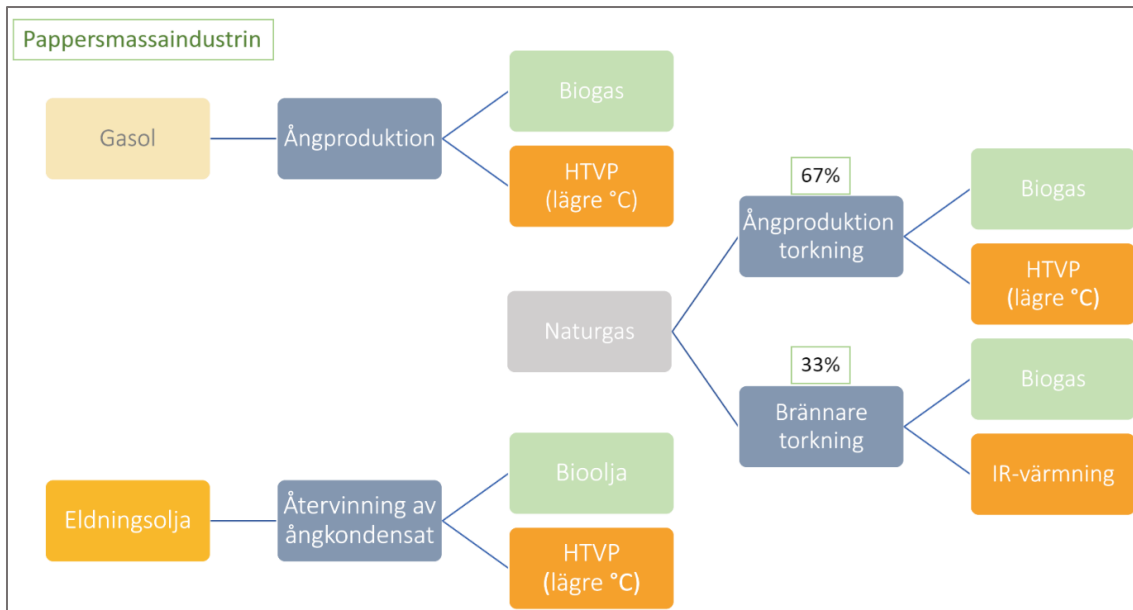 Pappersmassaindustrin
Gasol
Ångproduktion
Biogas
HTVP
(lägre °C)
Naturgas
67%
Ångproduktion
torkning
Biogas
HTVP
(lägre °C)
33%
Brännare
torkning
Biogas
IR-värmning
Eldningsolja
Återvinning av
ångkondensat
Bioolja
HTVP
(lägre °C)